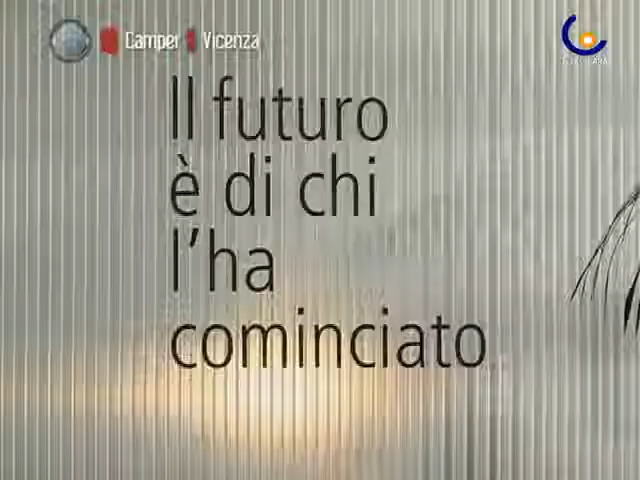 Camper Vicenza
Il futuro
è di chi
l'ha
cominciato